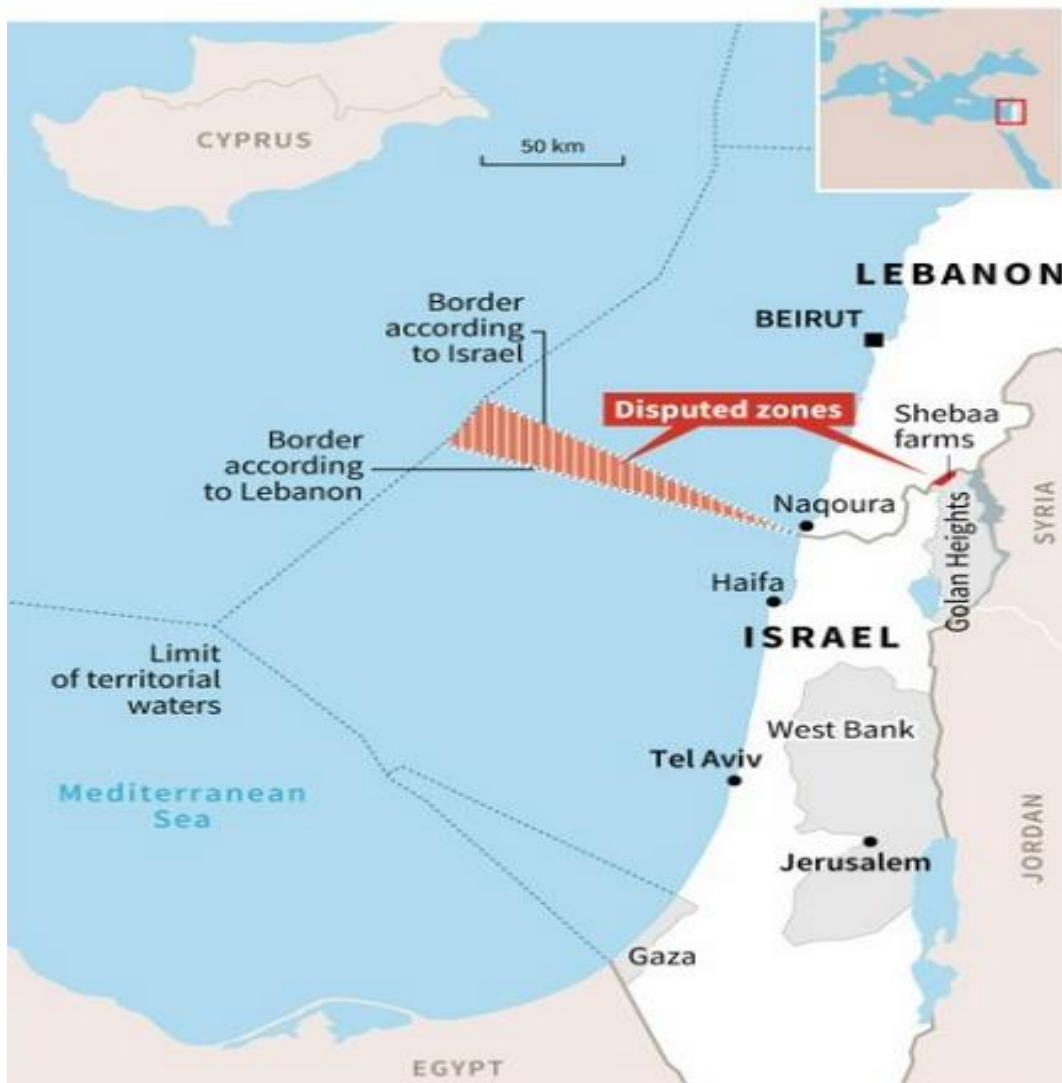 CYPRUS
50 km
LEBANON
Border
according
to Israel
BEIRUT
Disputed zones
Shebaa
farms
Border
according
to Lebanon
Naqoura
SYRIA
Golan Heights
Haifa
ISRAEL
Limit
of territorial
waters
West Bank
Tel Aviv
Mediterranean
Sea
JORDAN
Jerusalem
Gaza
EGYPT